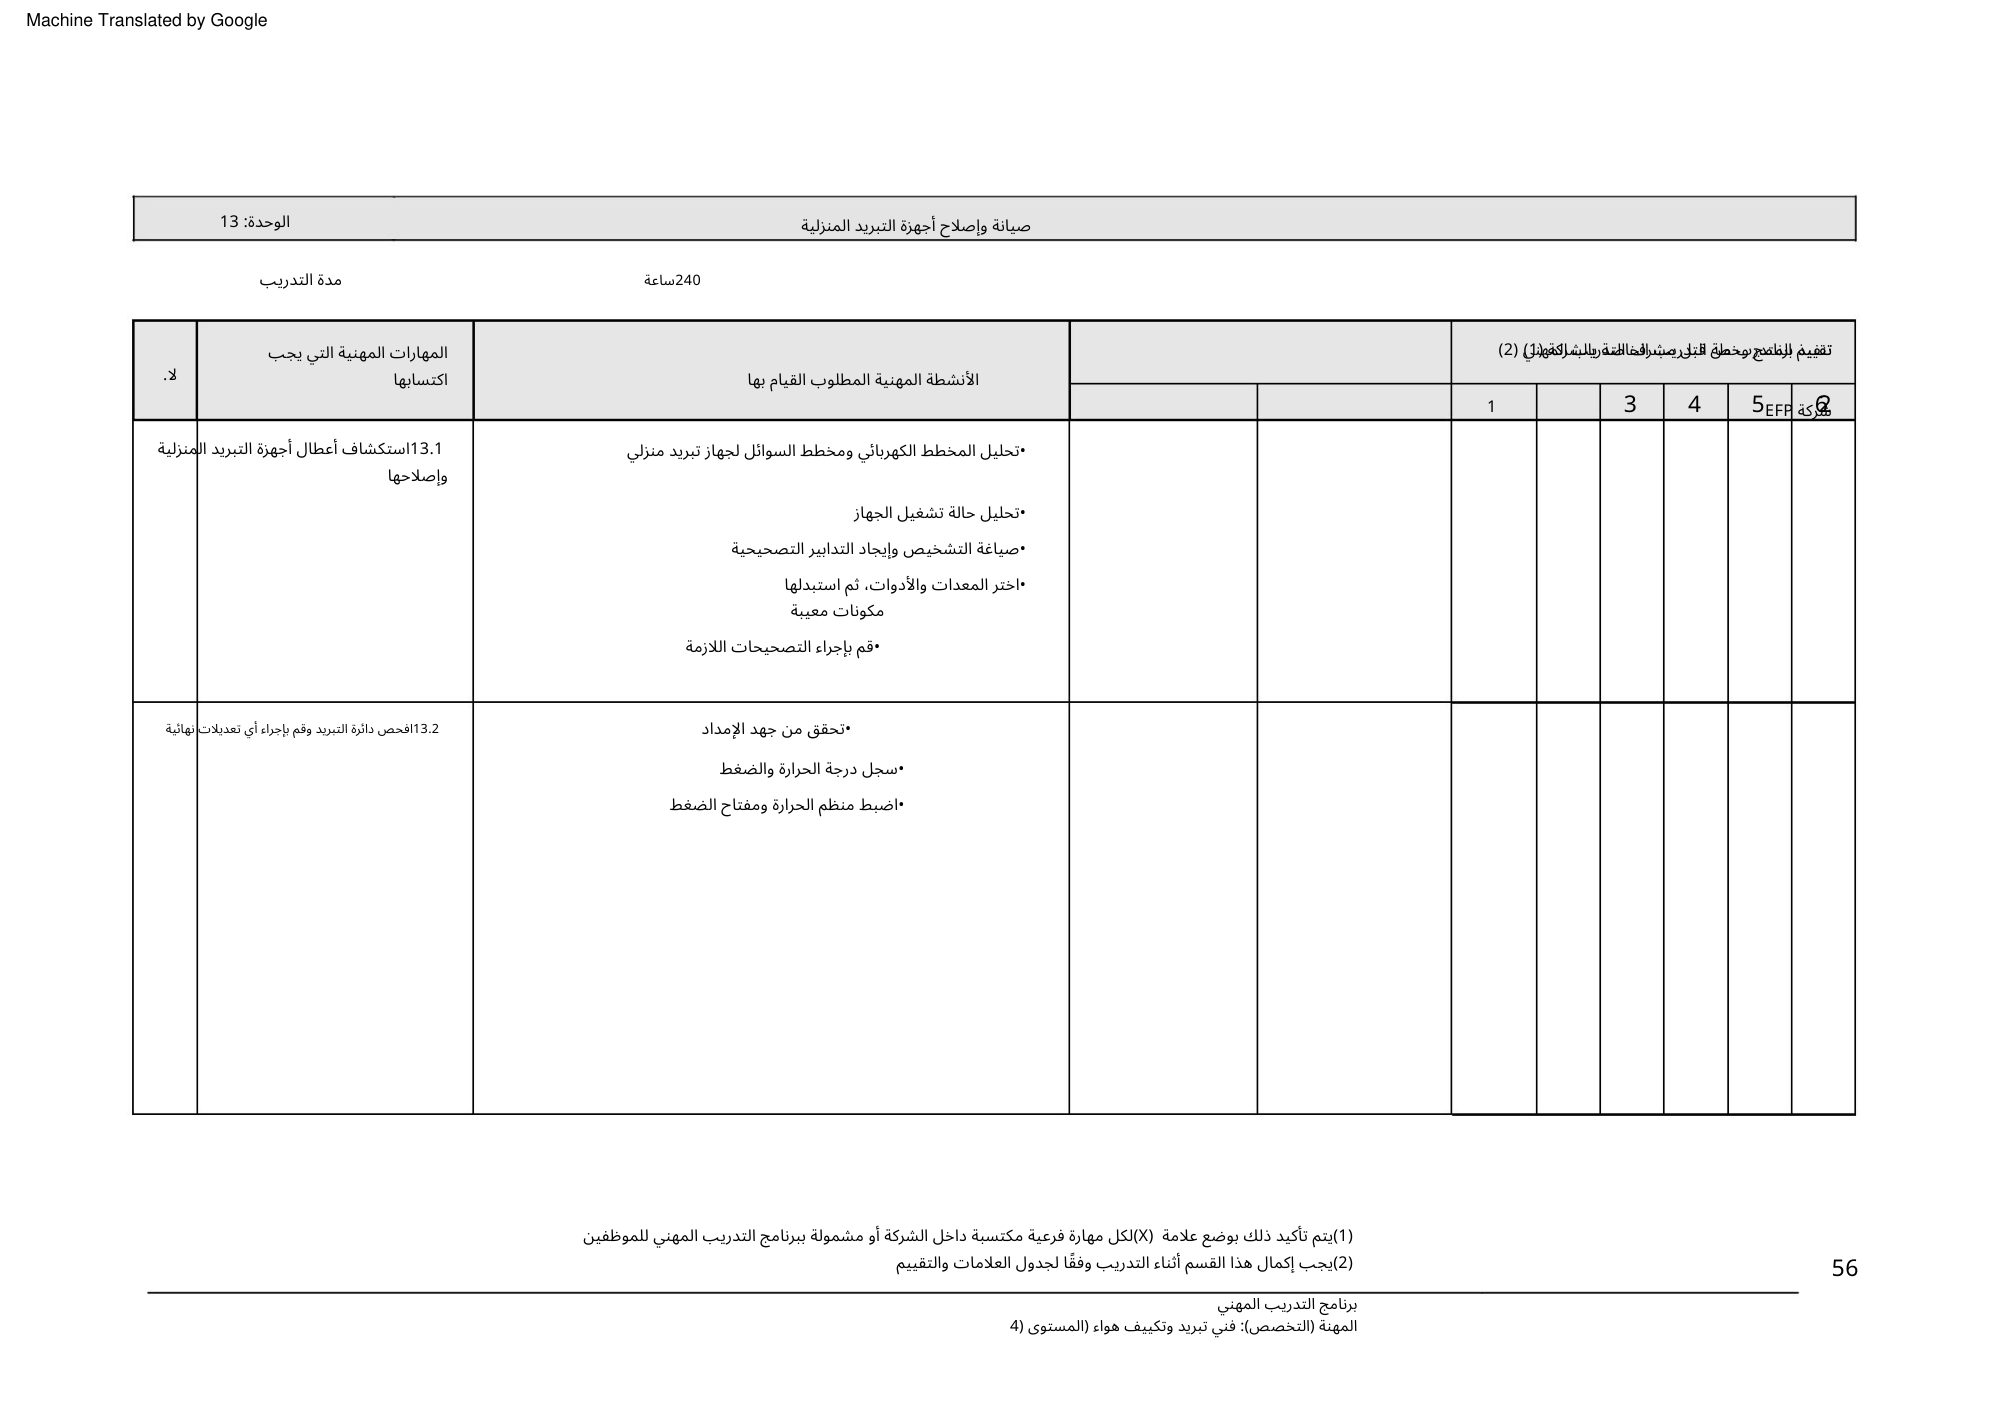 Machine Translated by Google
الوحدة: 13
صيانة وإصلاح أجهزة التبريد المنزلية
مدة التدريب
240ساعة
لا.
المهارات المهنية التي يجب
اكتسابها
الأنشطة المهنية المطلوب القيام بها
(1)
(2)
شركة EFP
1
2
3
4
5
6
13.1استكشاف أعطال أجهزة التبريد المنزلية
وإصلاحها
•تحليل المخطط الكهربائي ومخطط السوائل لجهاز تبريد منزلي
•تحليل حالة تشغيل الجهاز
•صياغة التشخيص وإيجاد التدابير التصحيحية
•اختر المعدات والأدوات، ثم استبدلها
مكونات معيبة
•قم بإجراء التصحيحات اللازمة
13.2افحص دائرة التبريد وقم بإجراء أي تعديلات نهائية
•تحقق من جهد الإمداد
•سجل درجة الحرارة والضغط
•اضبط منظم الحرارة ومفتاح الضغط
(1)يتم تأكيد ذلك بوضع علامة (X)لكل مهارة فرعية مكتسبة داخل الشركة أو مشمولة ببرنامج التدريب المهني للموظفين
(2)يجب إكمال هذا القسم أثناء التدريب وفقًا لجدول العلامات والتقييم
56
برنامج التدريب المهني
المهنة (التخصص): فني تبريد وتكييف هواء (المستوى 4)